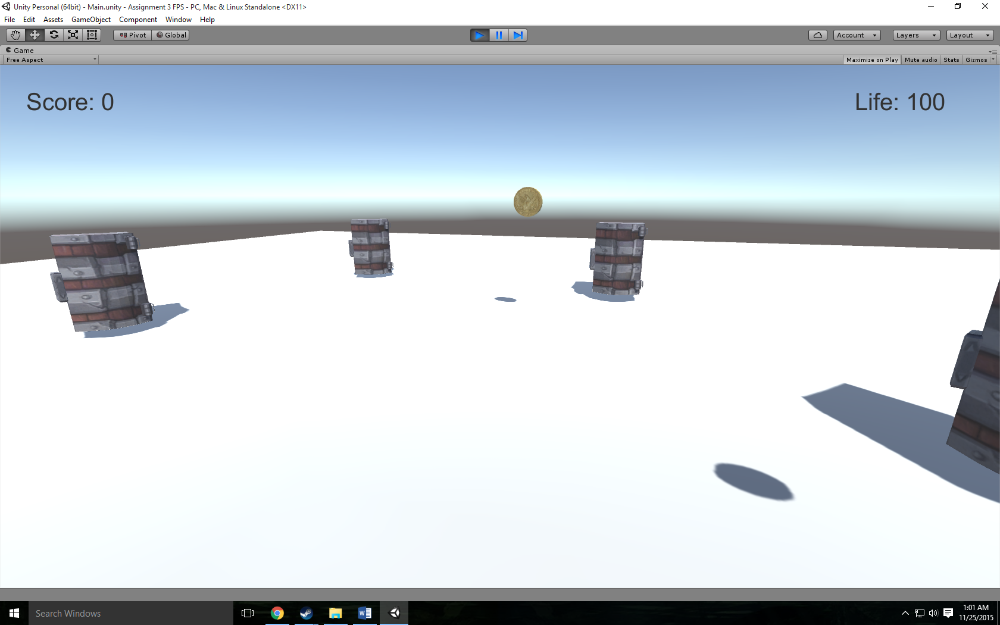 Unity Personal (64bit) - Main.unity - Assignment 3 FPS - PC, Mac & Linux Standalone <DX11>
File Edit Assets GameObject Component Window Help
Pivot Global Account Layers Layout
Game
Free Aspect Maximize on Play Mute audio Stats Gizmos
Score: 0 Life: 100
Search Windows
1:01 AM
11/25/2015